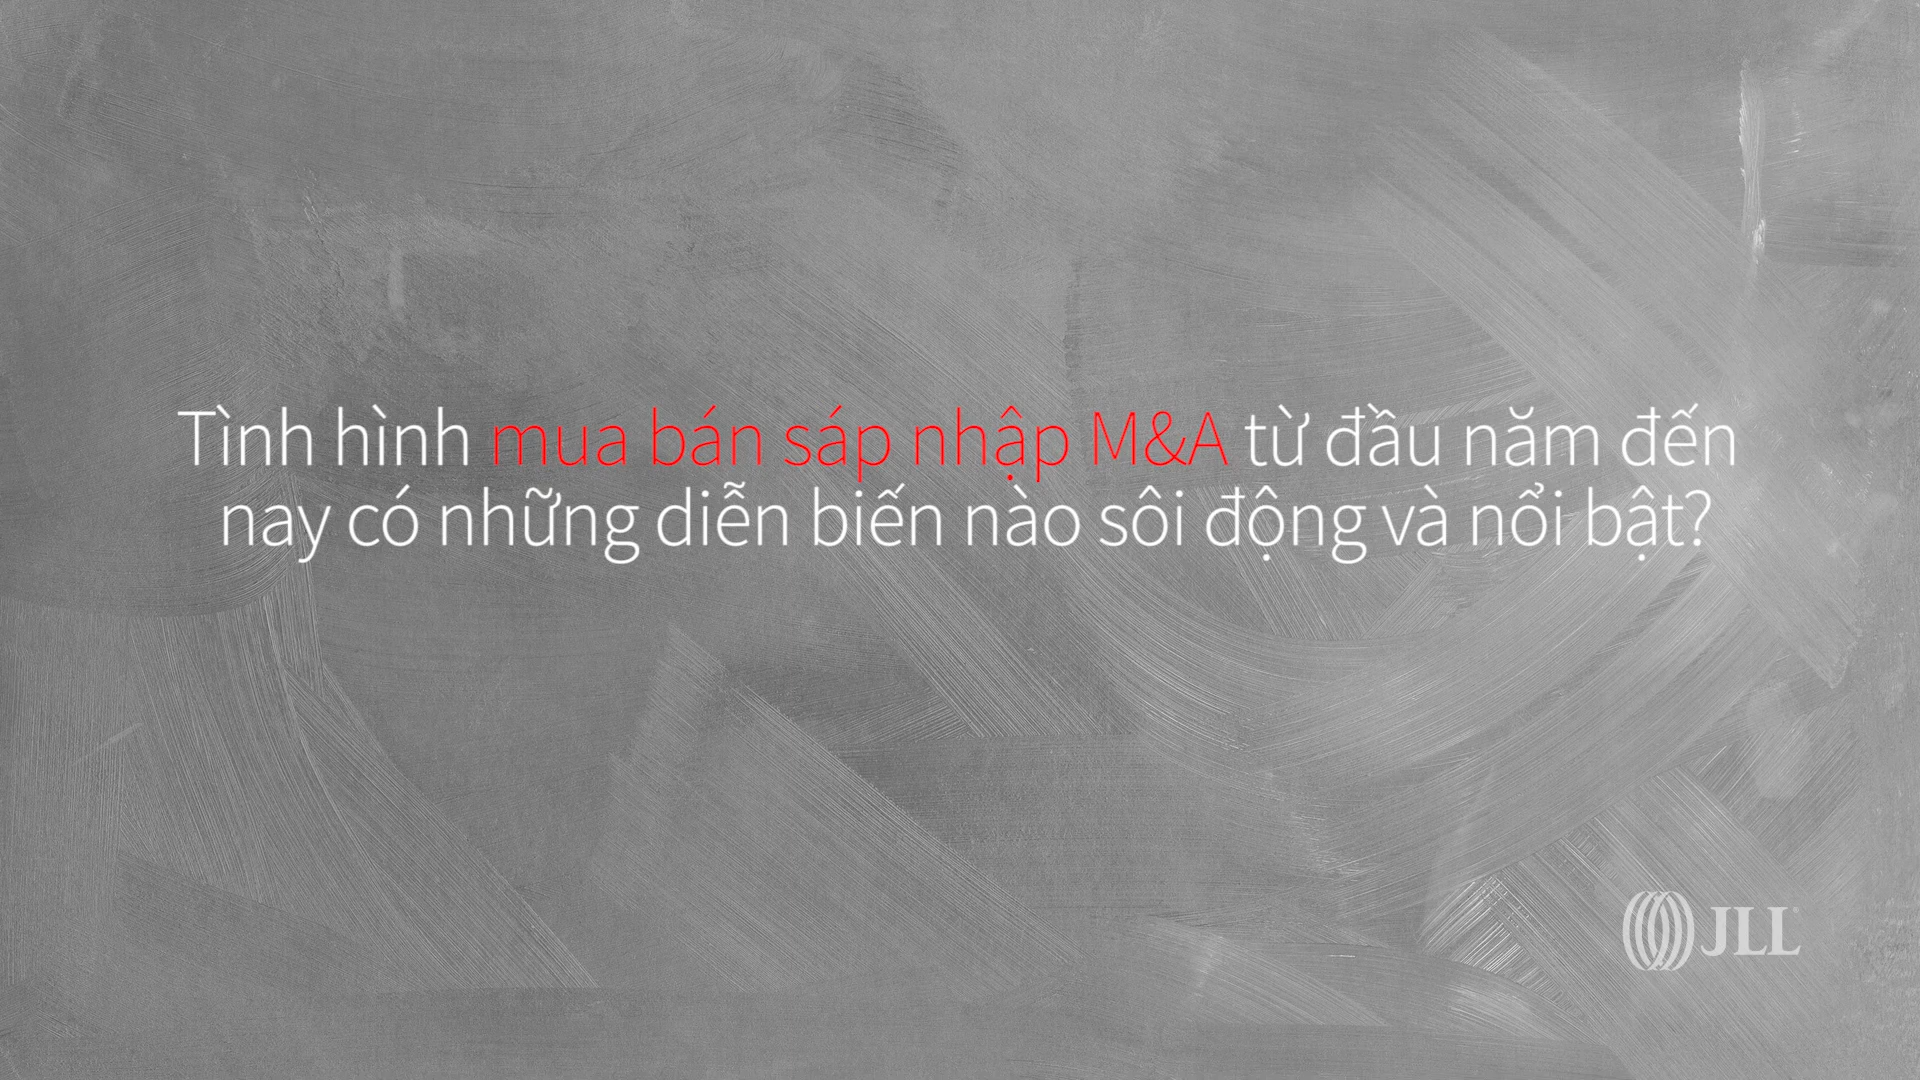 Tình hình mua bán sáp nhập M&A từ đầu năm đến
nay có những diễn biến nào sôi động và nổi bật?
JLL